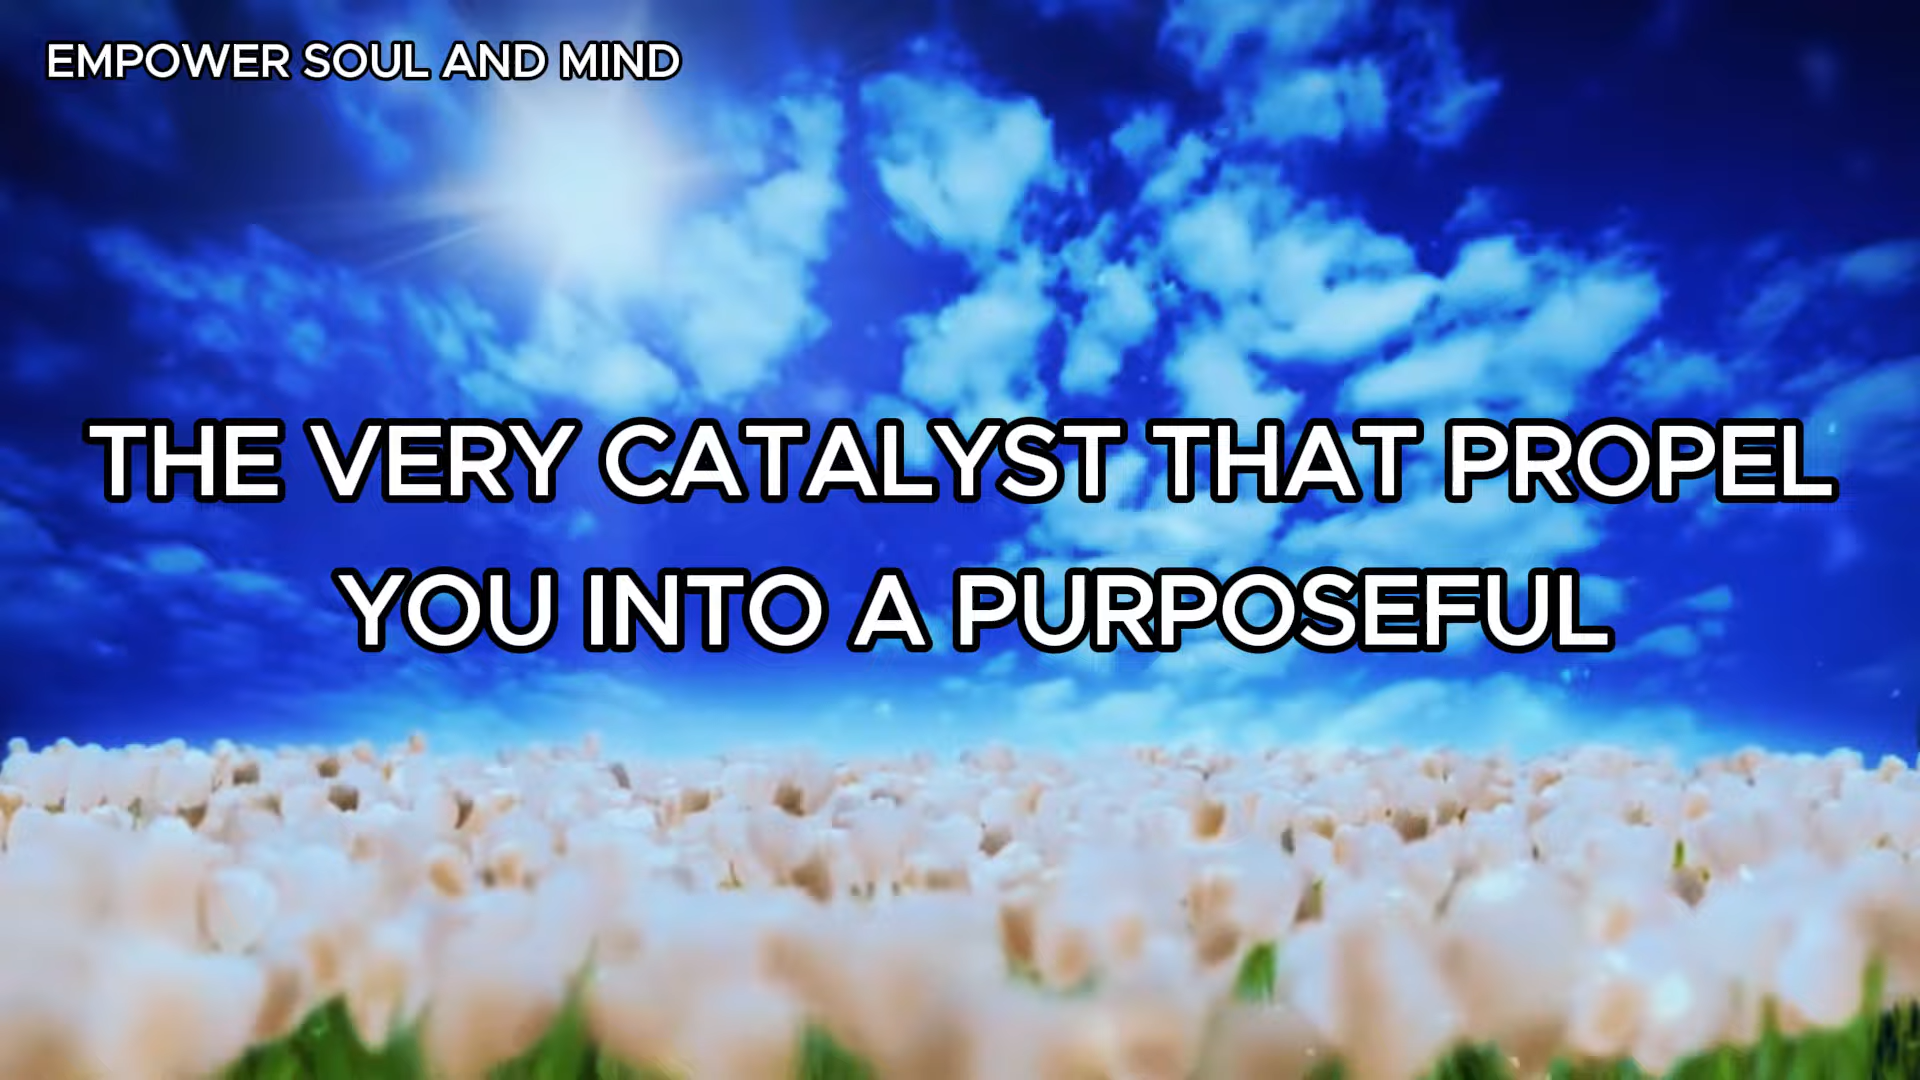 EMPOWER SOUL AND MIND
THE VERY CATALYST THAT PROPEL
YOU INTO A PURPOSEFUL